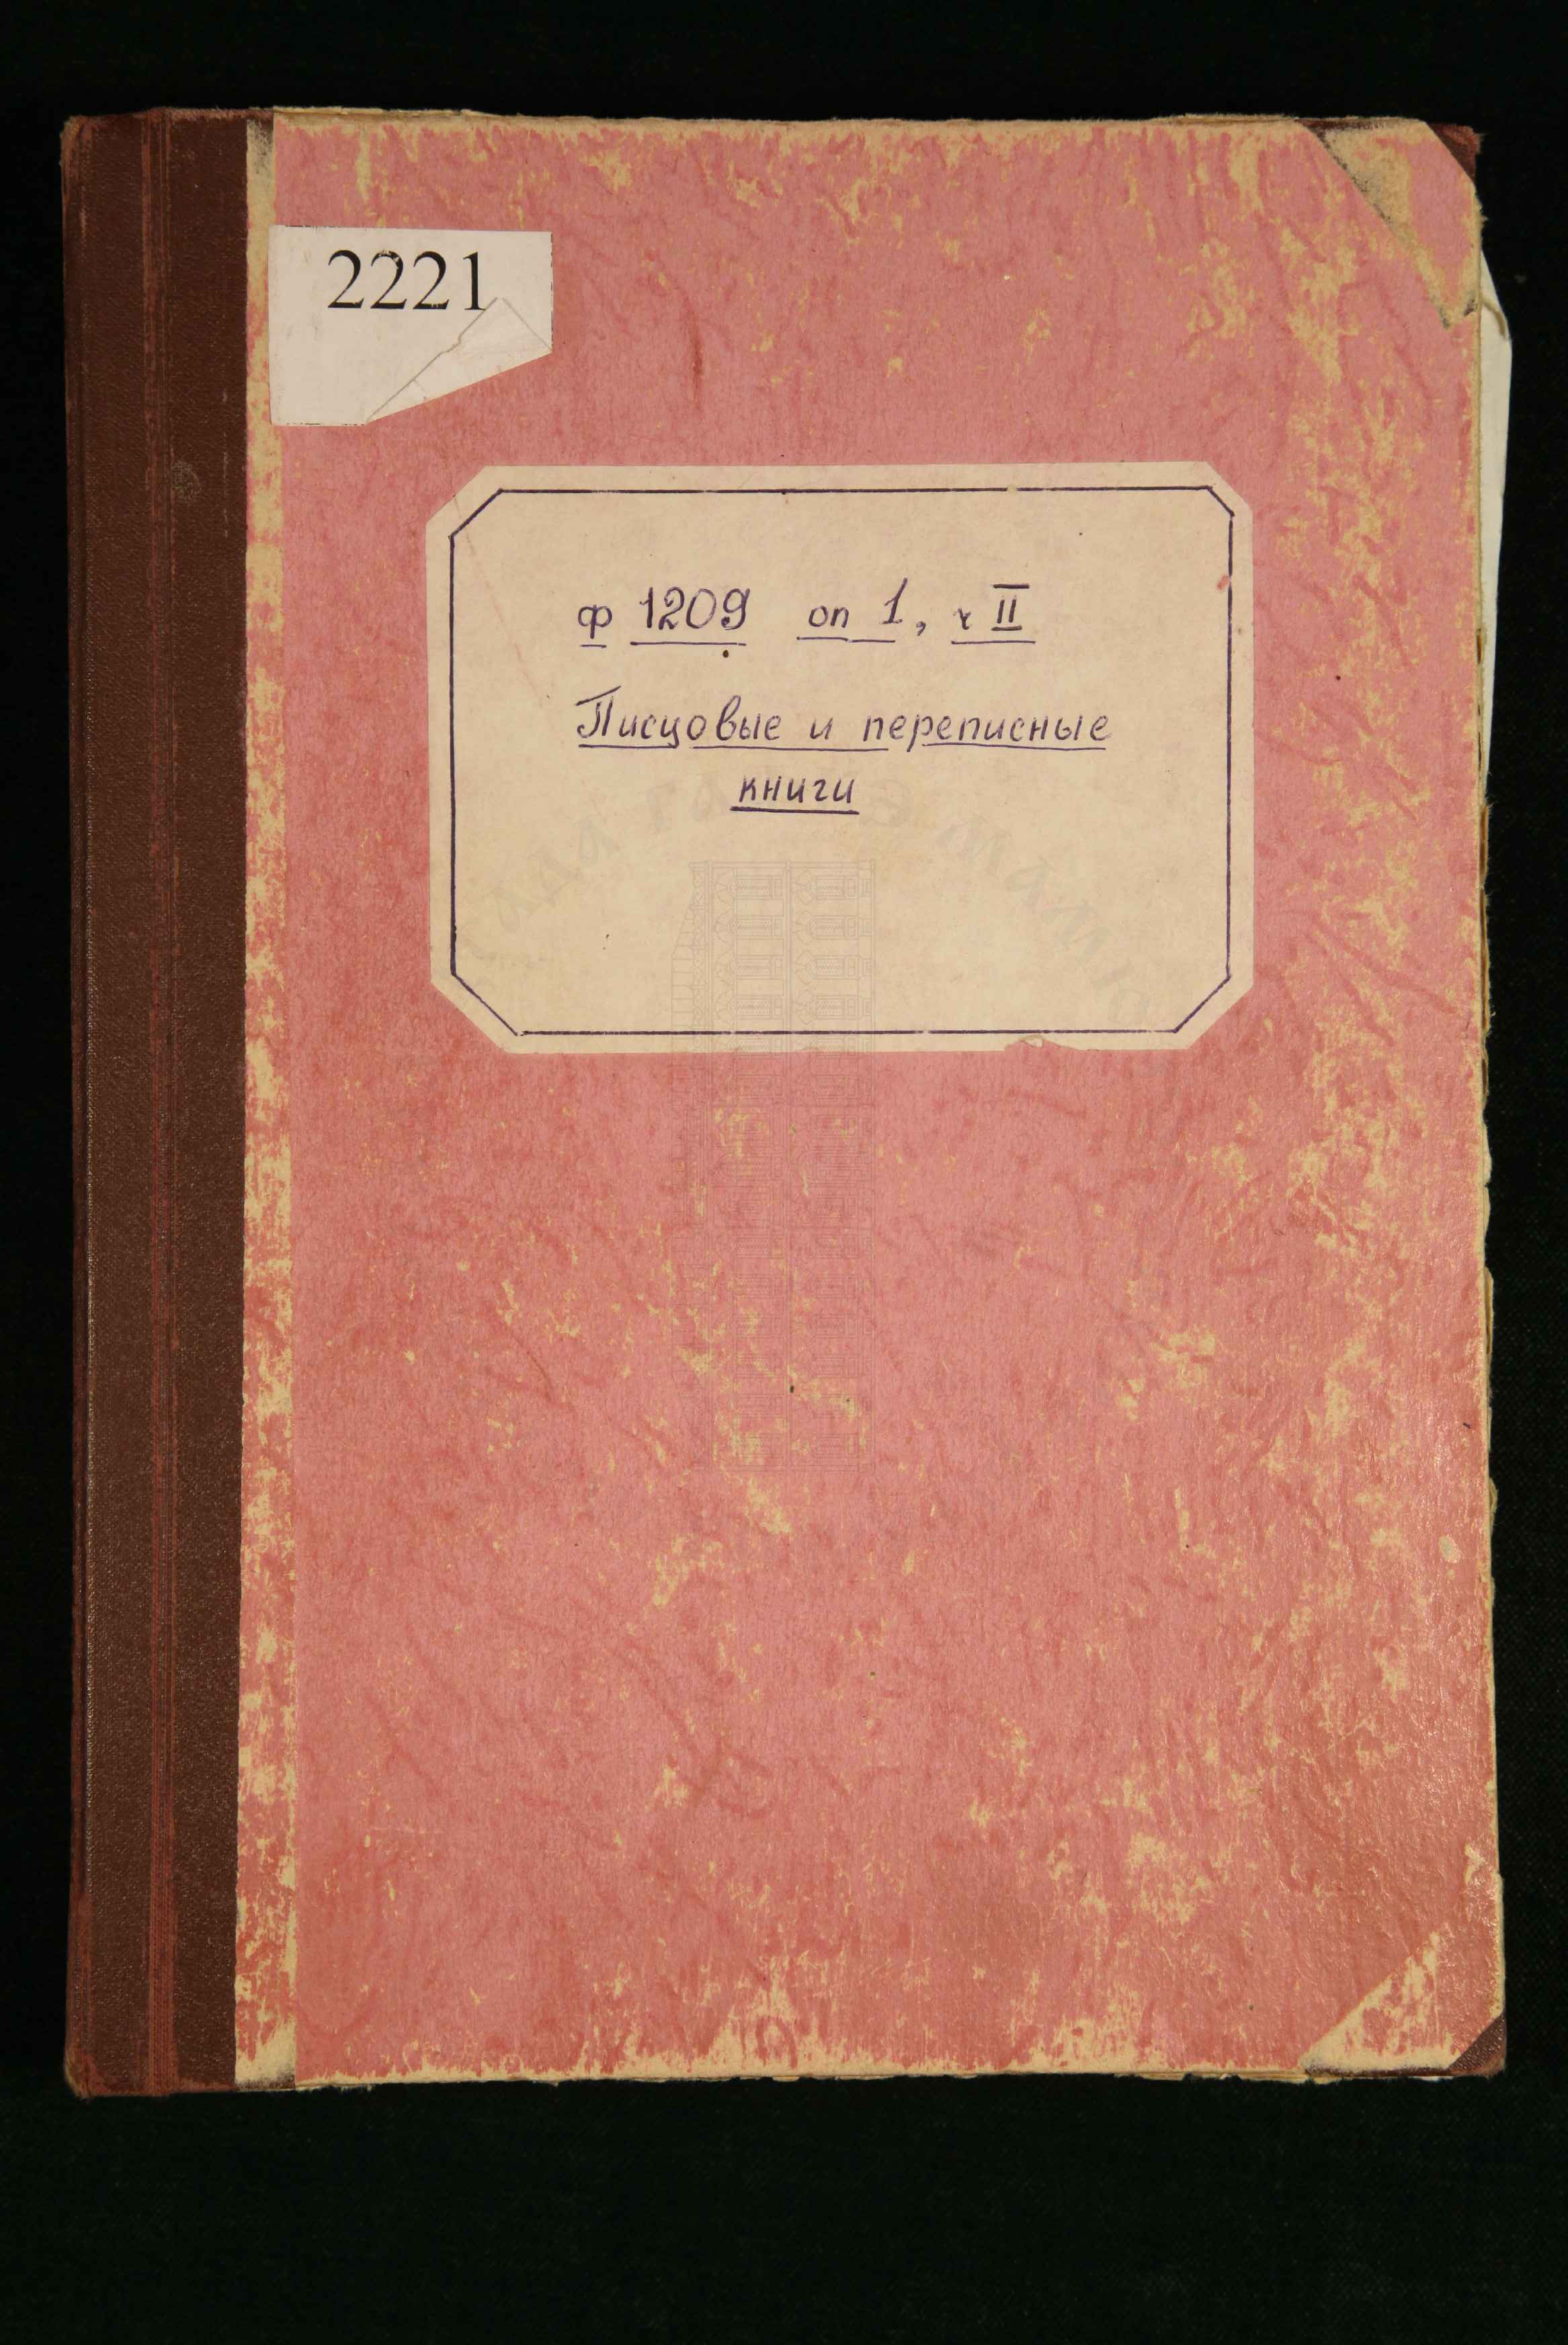 2221
ф 1209 оп 1, ч II
Писцовые и переписные
книги